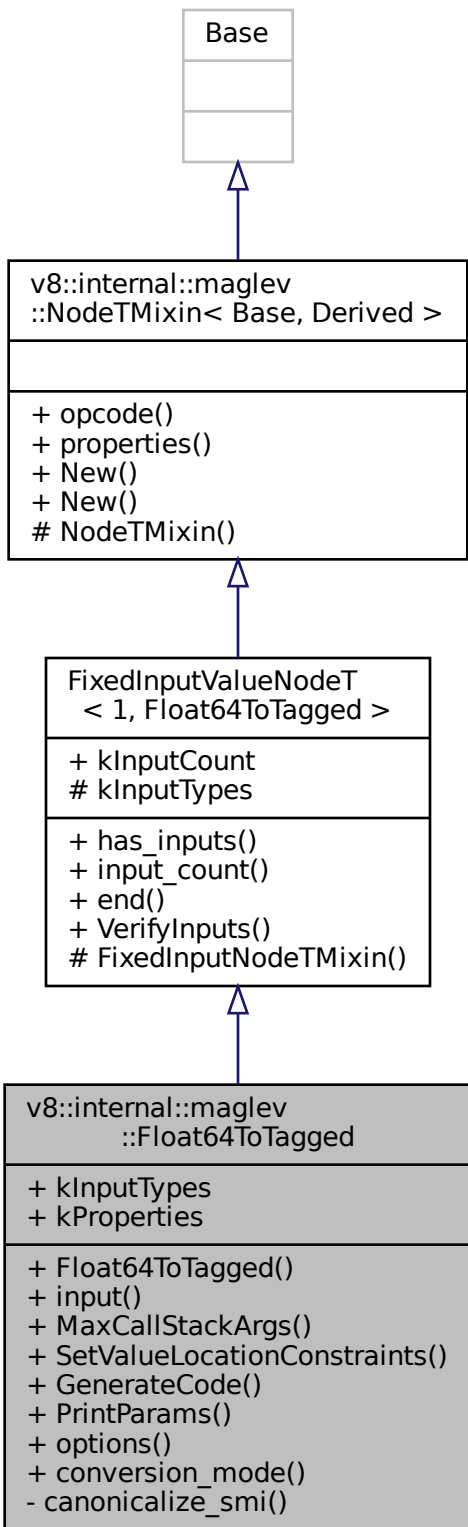 Base
v8::internal::maglev
::NodeTMixin< Base, Derived >
+ opcode()
+ properties()
+ New()
+ New()
# NodeTMixin()
FixedInputValueNodeT
< 1, Float64ToTagged >
+ kInputCount
# kInputTypes
+ has_inputs()
+ input_count()
+ end()
+ VerifyInputs()
# FixedInputNodeTMixin()
v8::internal::maglev
::Float64ToTagged
+ kInputTypes
+ kProperties
+ Float64ToTagged()
+ input()
+ MaxCallStackArgs()
+ SetValueLocationConstraints()
+ GenerateCode()
+ PrintParams()
+ options()
+ conversion_mode()
- canonicalize_smi()